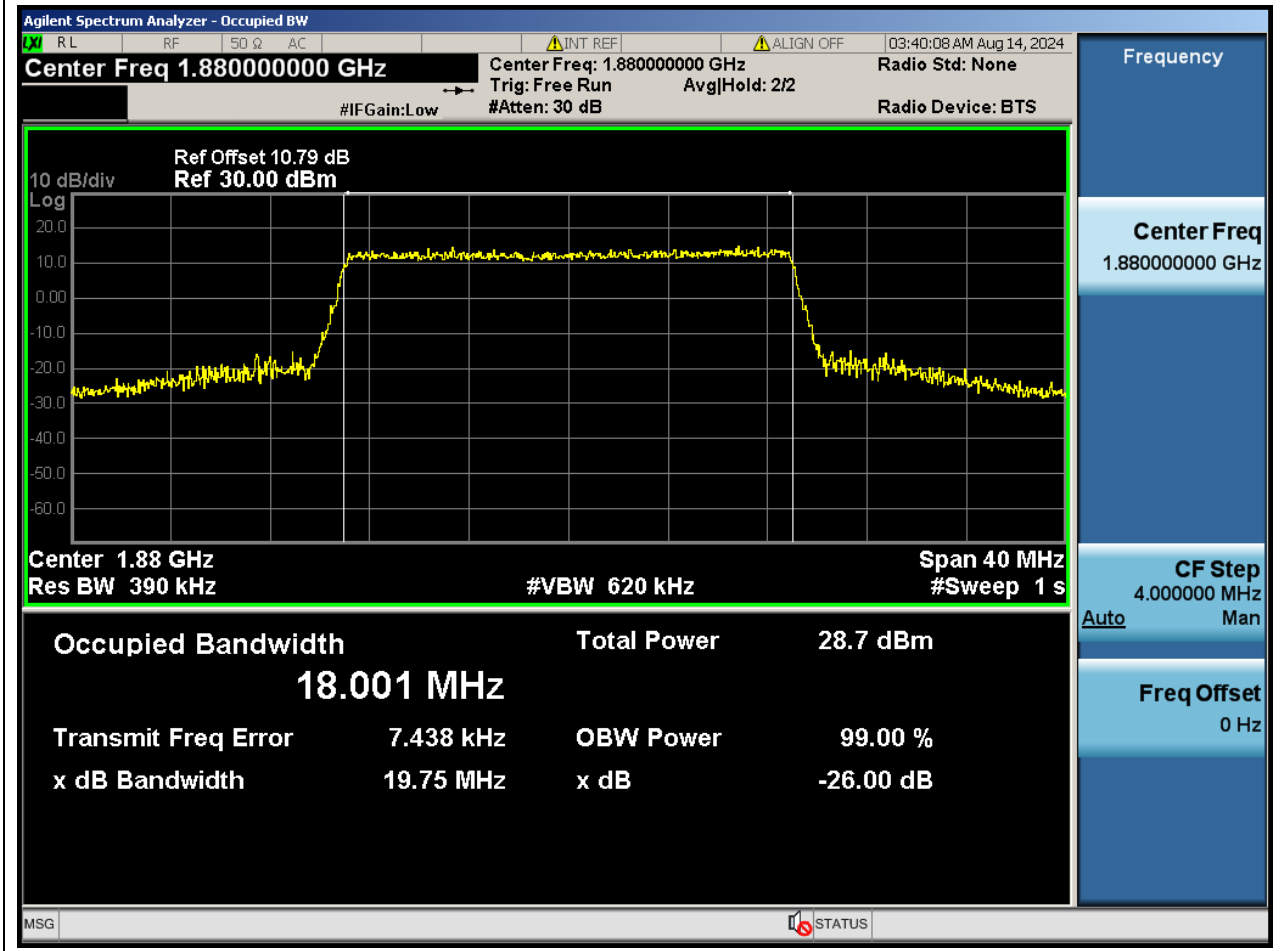 Agilent Spectrum Analyzer - Occupied BW
LXI RL RF 50 Ω AC INT REF ALIGN OFF 03:40:08 AM Aug 14, 2024
Center Freq 1.880000000 GHz
Center Freq: 1.880000000 GHz
Radio Std: None
Trig: Free Run Avg|Hold: 2/2
#IFGain:Low
#Atten: 30 dB
Radio Device: BTS
Ref Offset 10.79 dB
10 dB/div Ref 30.00 dBm
Log
20.0
10.0
0.00
-10.0
-20.0
-30.0
-40.0
-50.0
-60.0
Center 1.88 GHz Span 40 MHz
Res BW 390 kHz #VBW 620 kHz #Sweep 1 s
Occupied Bandwidth Total Power 28.7 dBm
18.001 MHz
Transmit Freq Error 7.438 kHz OBW Power 99.00 %
x dB Bandwidth 19.75 MHz x dB -26.00 dB
MSG STATUS
Frequency
Center Freq
1.880000000 GHz
CF Step
4.000000 MHz
Auto Man
Freq Offset
0 Hz